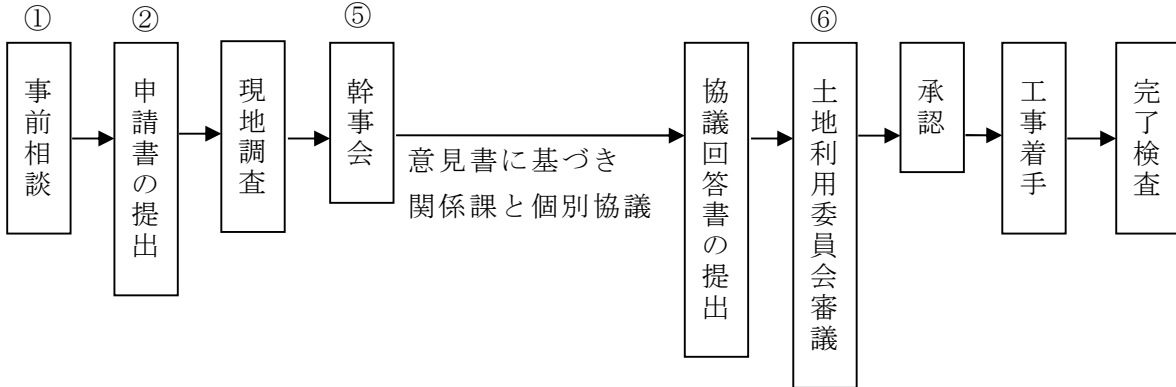 ①
事前相談
②
申請書の提出
現地調査
⑤
幹事会
意見書に基づき
関係課と個別協議
協議回答書の提出
⑥
土地利用委員会審議
承認
工事着手
完了検査